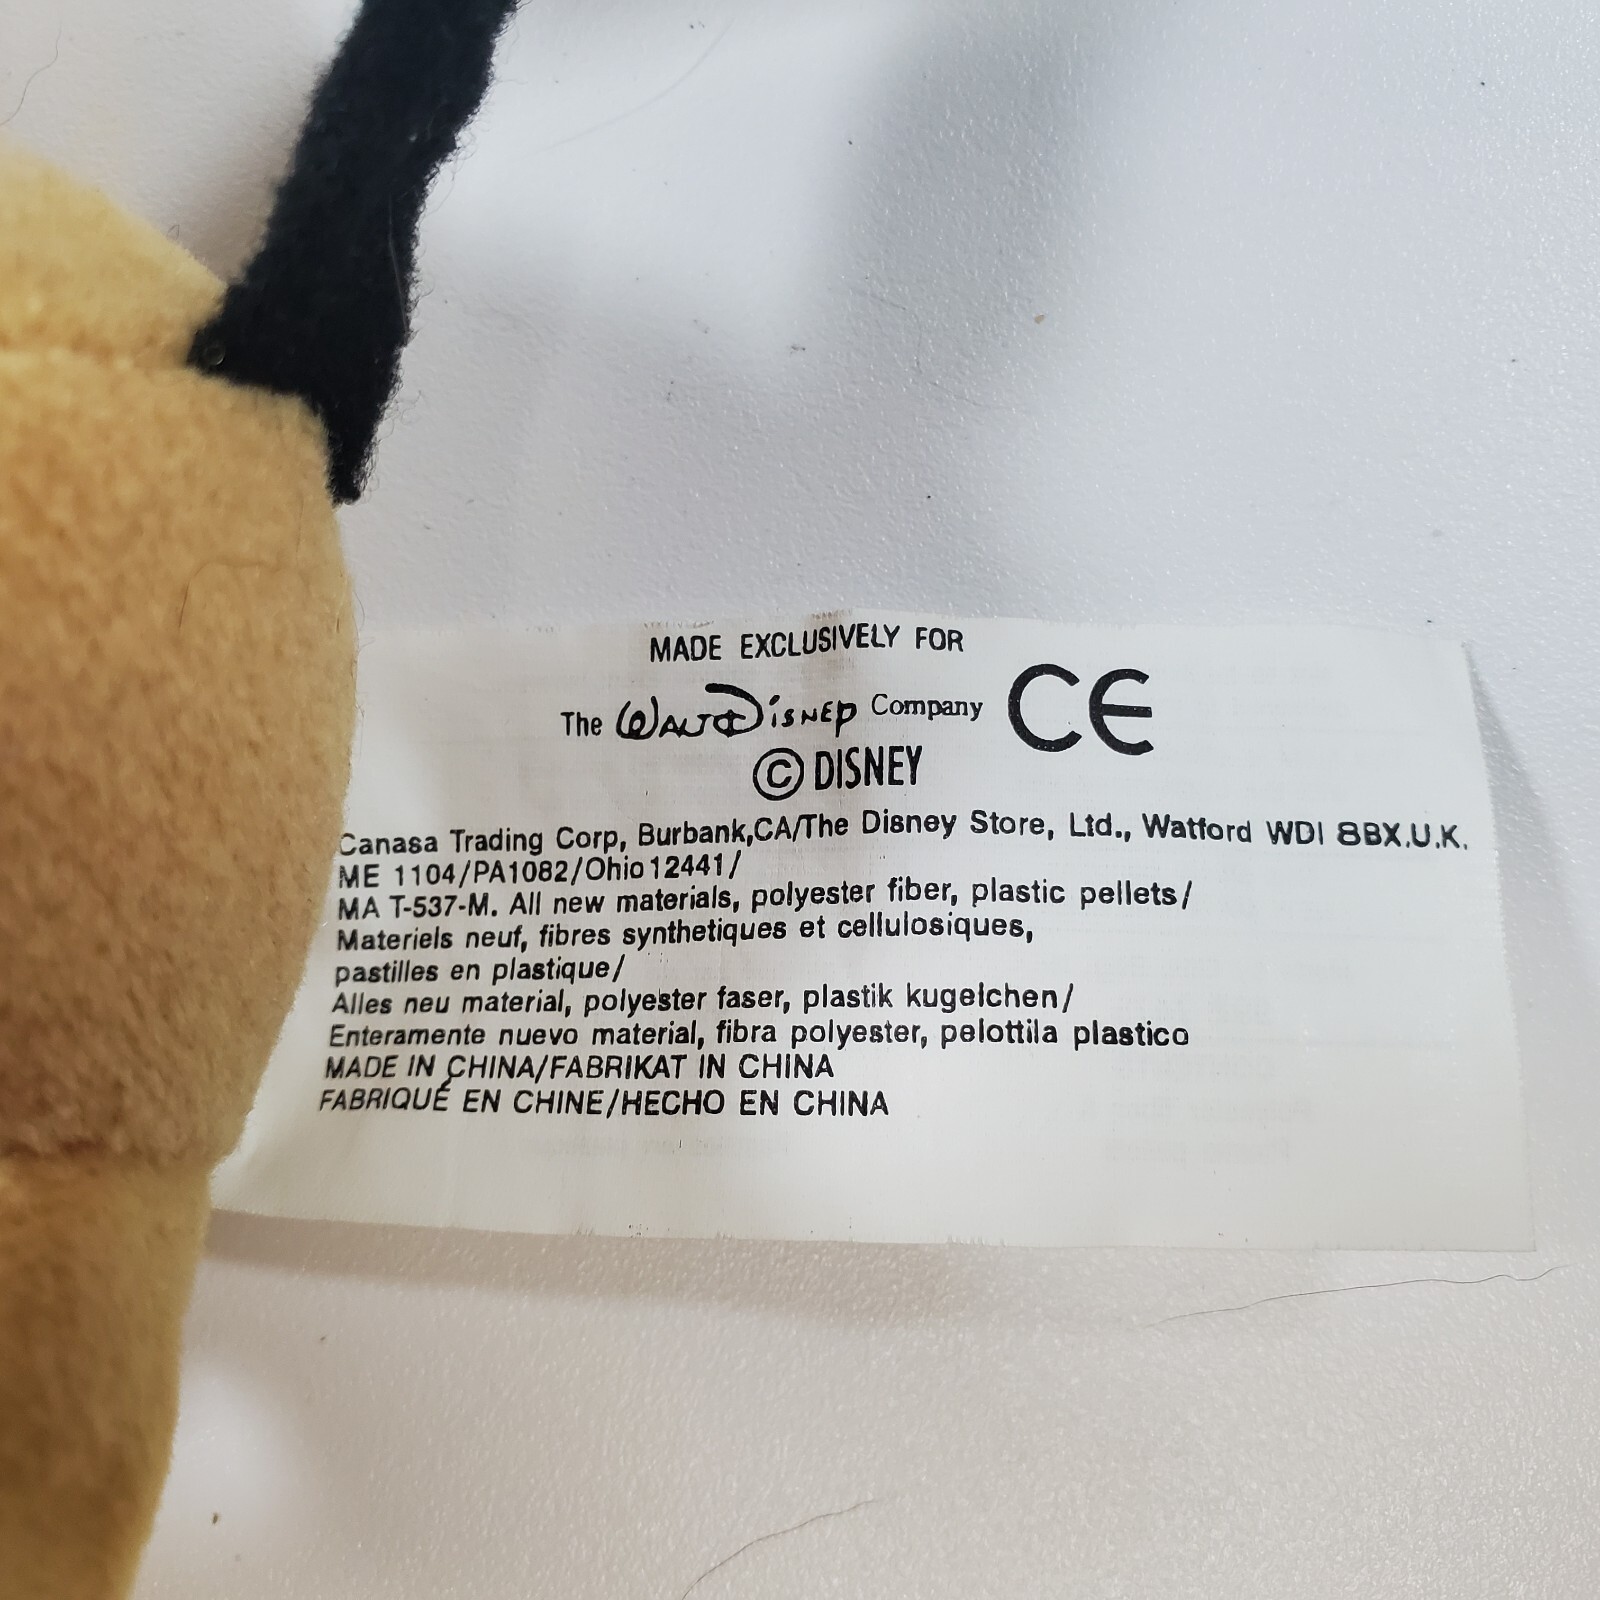 MADE EXCLUSIVELY FOR
The WALT DISNEY Company CE
© DISNEY
Canasa Trading Corp, Burbank,CA/The Disney Store, Ltd., Watford WDI 8BX.U.K.
ME 1104/PA1082/Ohio 12441/
MA T-537-M. All new materials, polyester fiber, plastic pellets/
Materiels neuf, fibres synthetiques et cellulosiques,
pastilles en plastique/
Alles neu material, polyester faser, plastik kugelchen/
Enteramente nuevo material, fibra polyester, pelottila plastico
MADE IN CHINA/FABRIKAT IN CHINA
FABRIQUÉ EN CHINE/HECHO EN CHINA